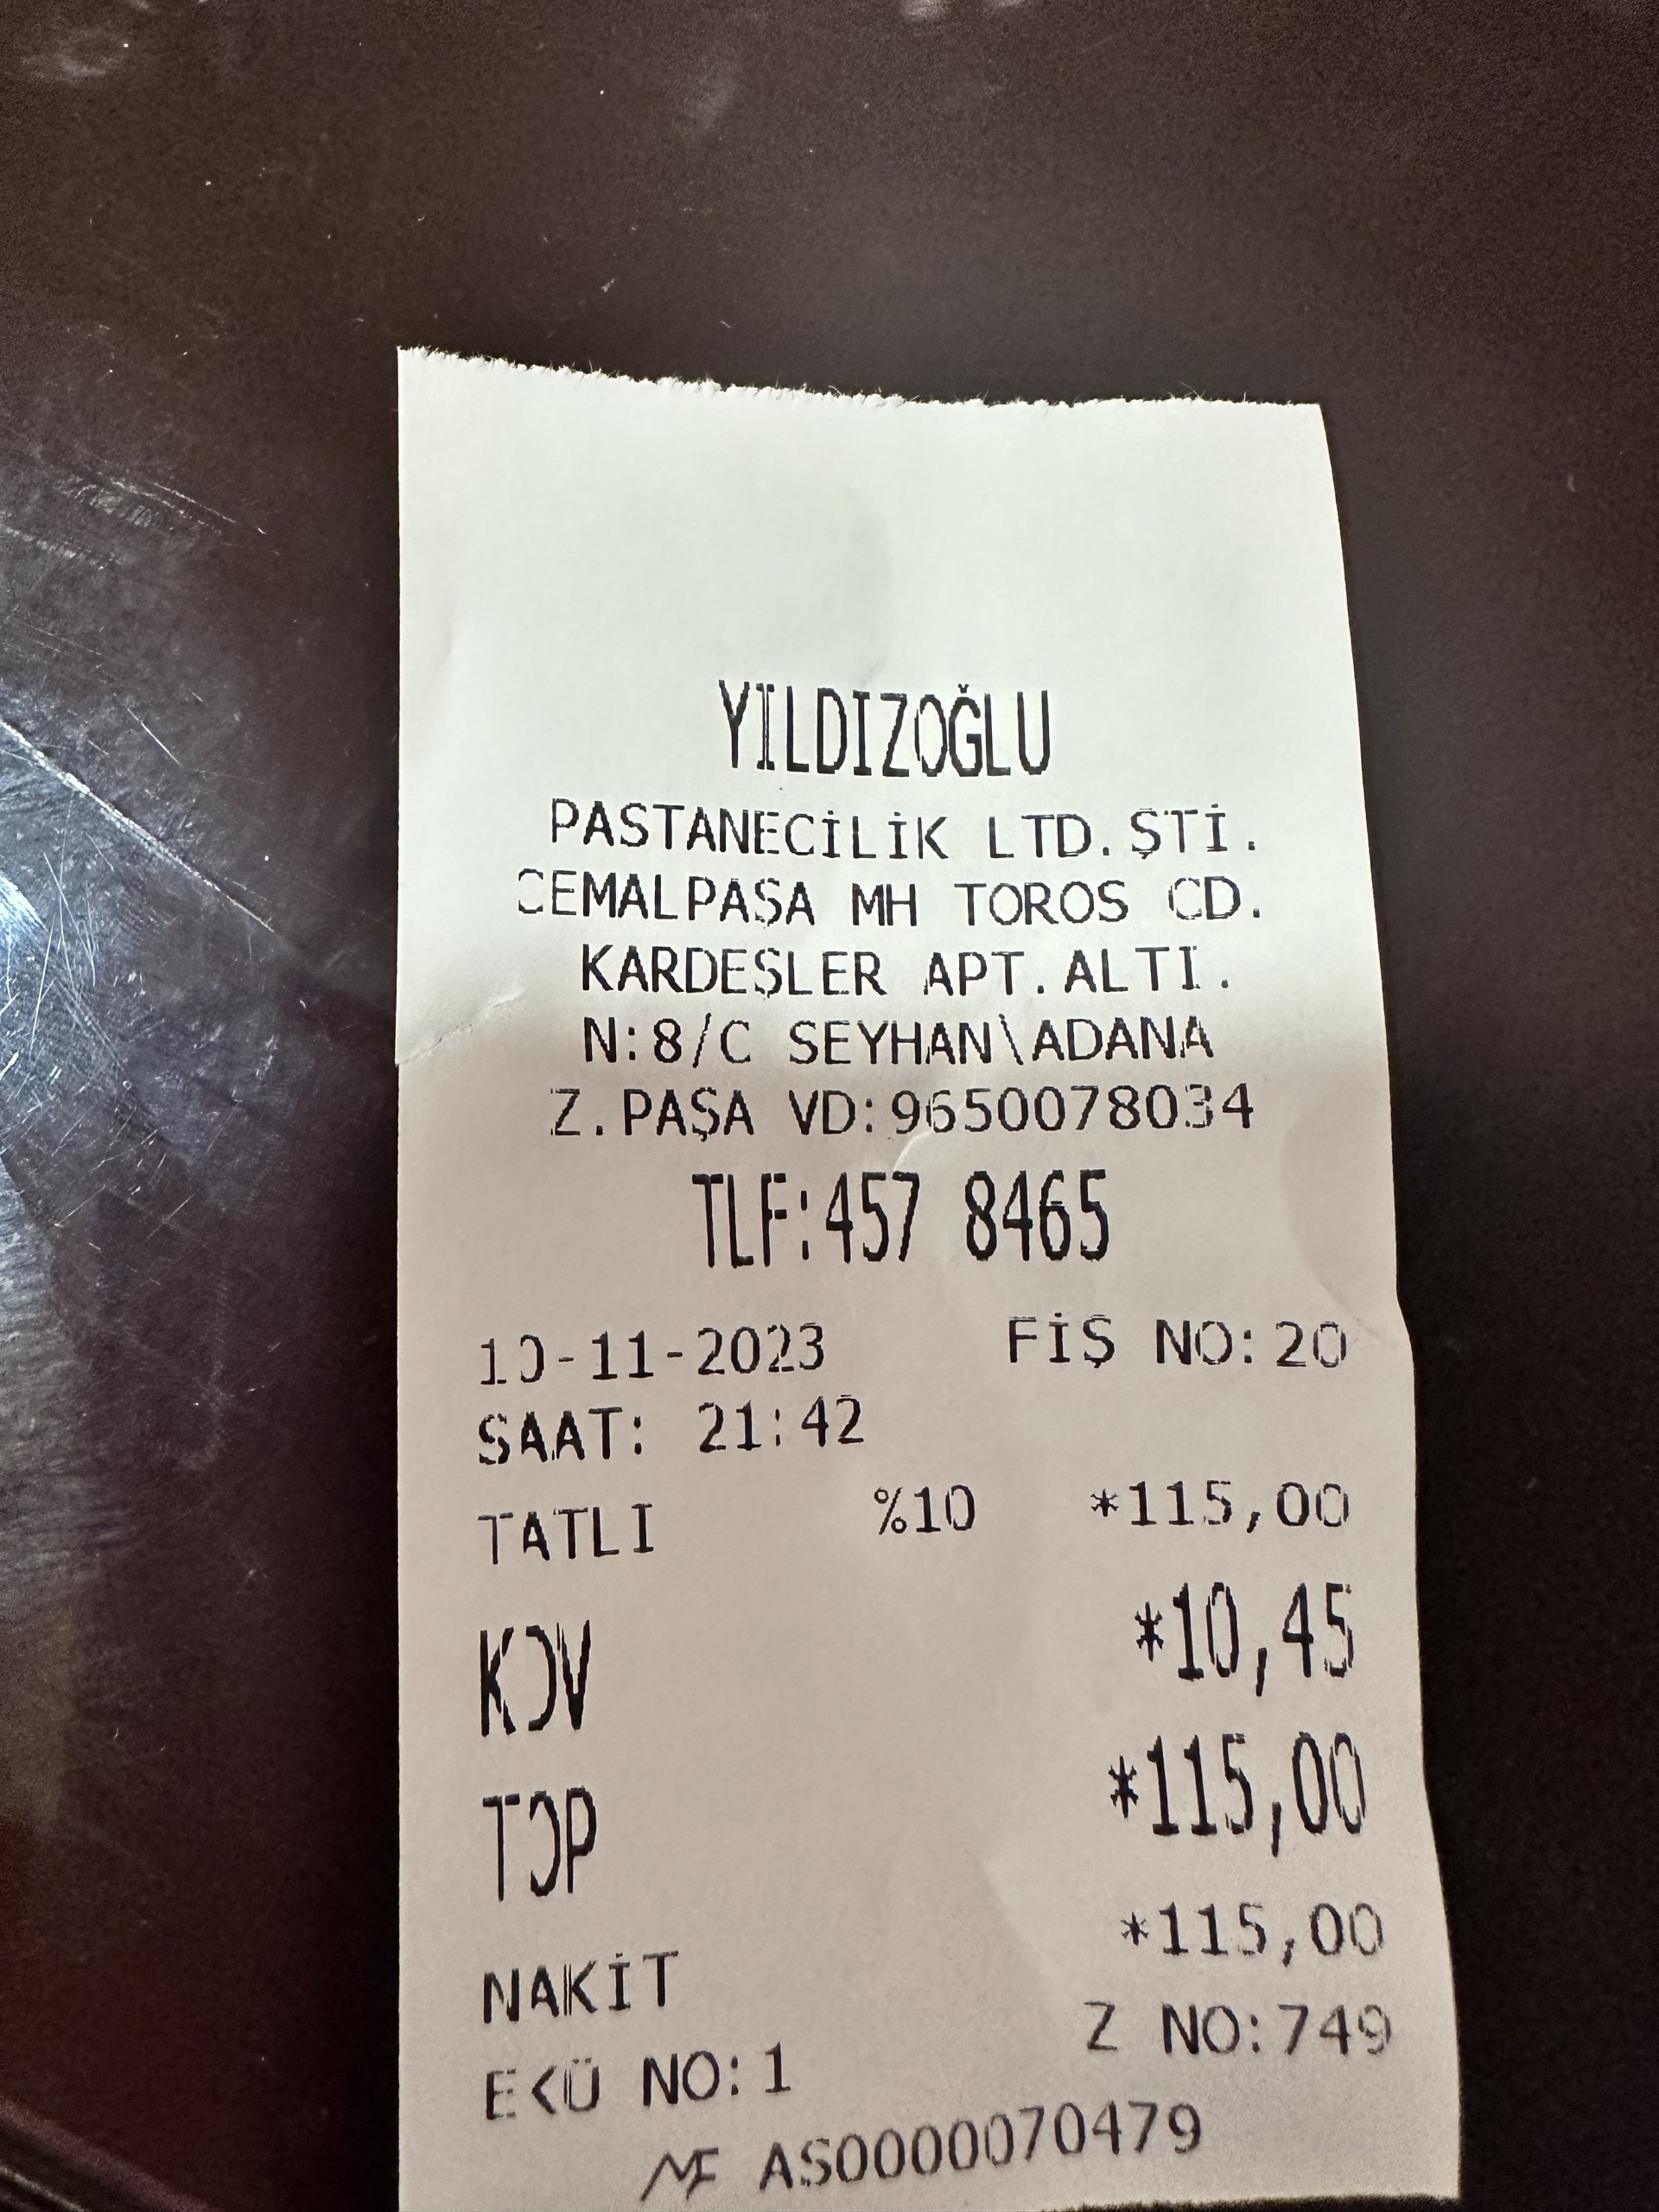 YILDIZOĞLU
PASTANECİLİK LTD.ŞTİ.
CEMALPAŞA MH TOROS CD.
KARDEŞLER APT.ALTI.
N:8/C SEYHAN\ADANA
Z.PAŞA VD:9650078034
TLF:457 8465
10-11-2023 FİŞ NO:20
SAAT: 21:42
TATLI %10 *115,00
KDV *10,45
TOP *115,00
NAKİT *115,00
EKÜ NO:1 Z NO:749
MF AS0000070479